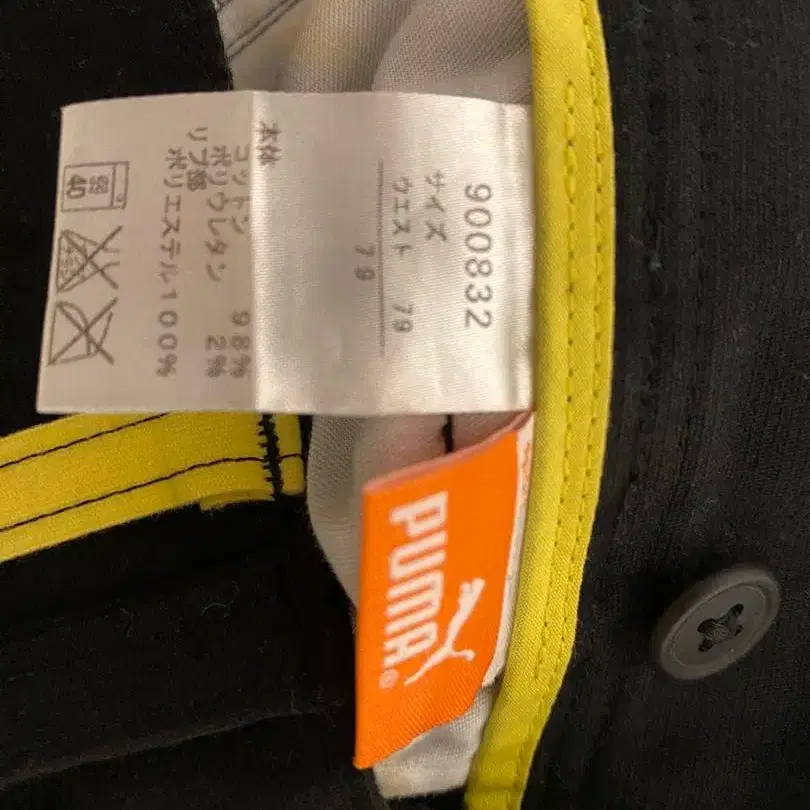 900832
サイズ
ウエスト 79
79
本体
コットン 98%
ポリウレタン 2%
リブ部
ポリエステル100%
40
PUMA®